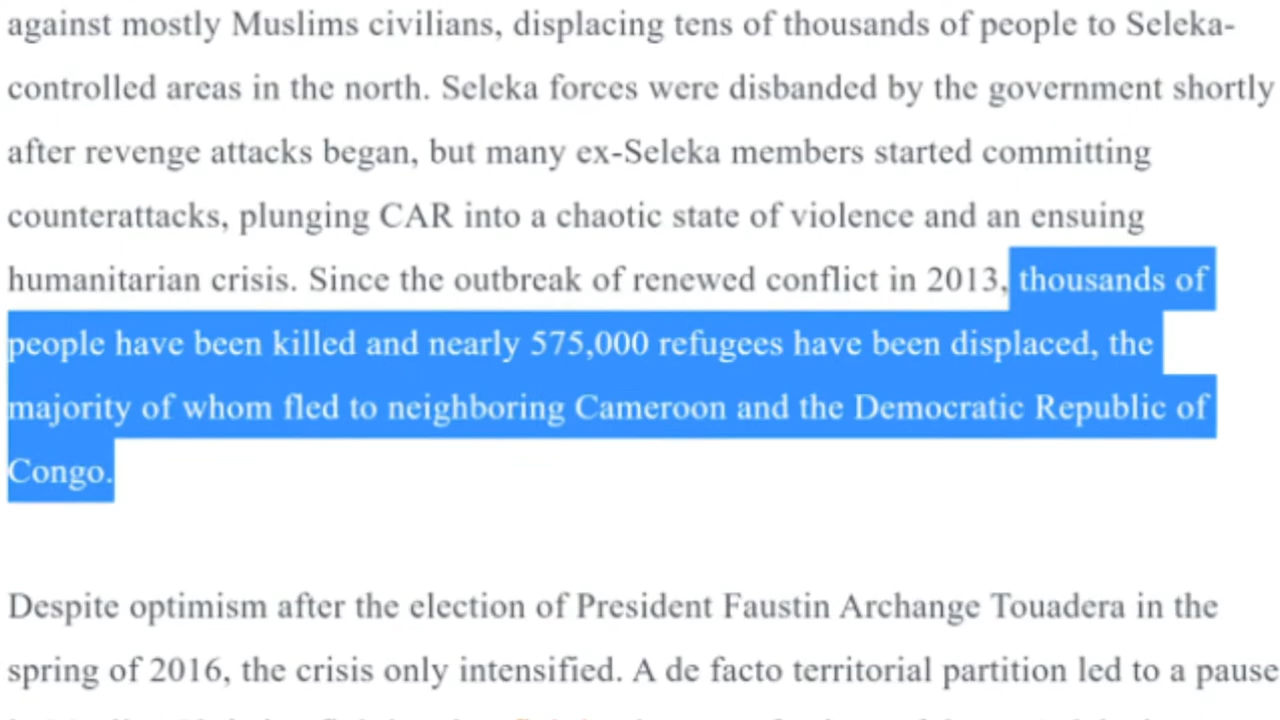 against mostly Muslims civilians, displacing tens of thousands of people to Seleka-
controlled areas in the north. Seleka forces were disbanded by the government shortly
after revenge attacks began, but many ex-Seleka members started committing
counterattacks, plunging CAR into a chaotic state of violence and an ensuing
humanitarian crisis. Since the outbreak of renewed conflict in 2013, thousands of
people have been killed and nearly 575,000 refugees have been displaced, the
majority of whom fled to neighboring Cameroon and the Democratic Republic of
Congo.
Despite optimism after the election of President Faustin Archange Touadera in the
spring of 2016, the crisis only intensified. A de facto territorial partition led to a pause